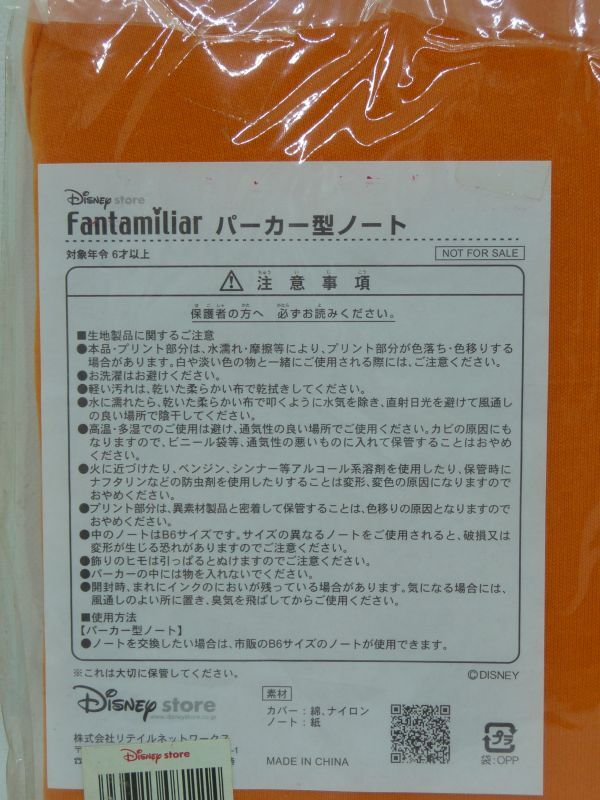 Disney store
Fantamiliar パーカー型ノート
対象年令 6才以上
NOT FOR SALE
注意事項
保護者の方へ 必ずお読みください。
■生地製品に関するご注意
●本品・プリント部分は、水濡れ・摩擦等により、プリント部分が色落ち・色移りする
場合があります。白や淡い色の物と一緒にご使用される際には、ご注意ください。
●お洗濯はお避けください。
●軽い汚れは、乾いた柔らかい布で乾拭きしてください。
●水に濡れたら、乾いた柔らかい布で叩くように水気を除き、直射日光を避けて風通し
の良い場所で陰干してください。
●高温・多湿でのご使用は避け、通気性の良い場所でご使用ください。カビの原因にも
なりますので、ビニール袋等、通気性の悪いものに入れて保管することはおやめ
ください。
●火に近づけたり、ベンジン、シンナー等アルコール系溶剤を使用したり、保管時に
ナフタリンなどの防虫剤を使用したりすることは変形、変色の原因になりますので
おやめください。
●プリント部分は、異素材製品と密着して保管することは、色移りの原因となりますので
おやめください。
●中のノートはB6サイズです。サイズの異なるノートをご使用されると、破損又は
変形が生じる恐れがありますのでご注意ください。
●飾りのヒモは引っぱるとぬけますのでご注意ください。
●パーカーの中には物を入れないでください。
●開封時、まれにインクのにおいが残っている場合があります。気になる場合には、
風通しのよい所に置き、臭気を飛ばしてからご使用ください。
■使用方法
【パーカー型ノート】
●ノートを交換したい場合は、市販のB6サイズのノートが使用できます。
※これは大切に保管してください。
©DISNEY
Disney store
www.disneystore.co.jp
株式会社リテイルネットワークス
素材
カバー：綿、ナイロン
ノート：紙
MADE IN CHINA
袋:OPP
Disney store